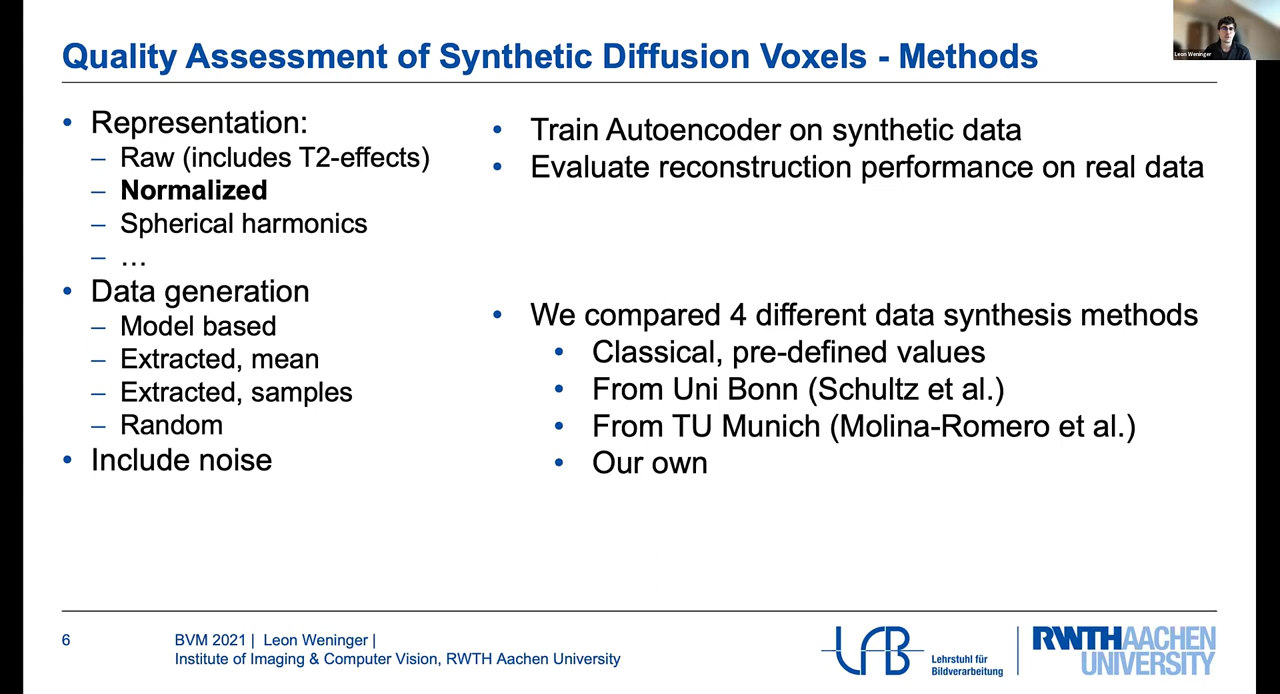 Quality Assessment of Synthetic Diffusion Voxels - Methods
Leon Weninger
• Representation:
– Raw (includes T2-effects)
– Normalized
– Spherical harmonics
– …
• Data generation
– Model based
– Extracted, mean
– Extracted, samples
– Random
• Include noise
• Train Autoencoder on synthetic data
• Evaluate reconstruction performance on real data
• We compared 4 different data synthesis methods
• Classical, pre-defined values
• From Uni Bonn (Schultz et al.)
• From TU Munich (Molina-Romero et al.)
• Our own
6
BVM 2021 | Leon Weninger |
Institute of Imaging & Computer Vision, RWTH Aachen University
LFB
Lehrstuhl für
Bildverarbeitung
RWTHAACHEN
UNIVERSITY